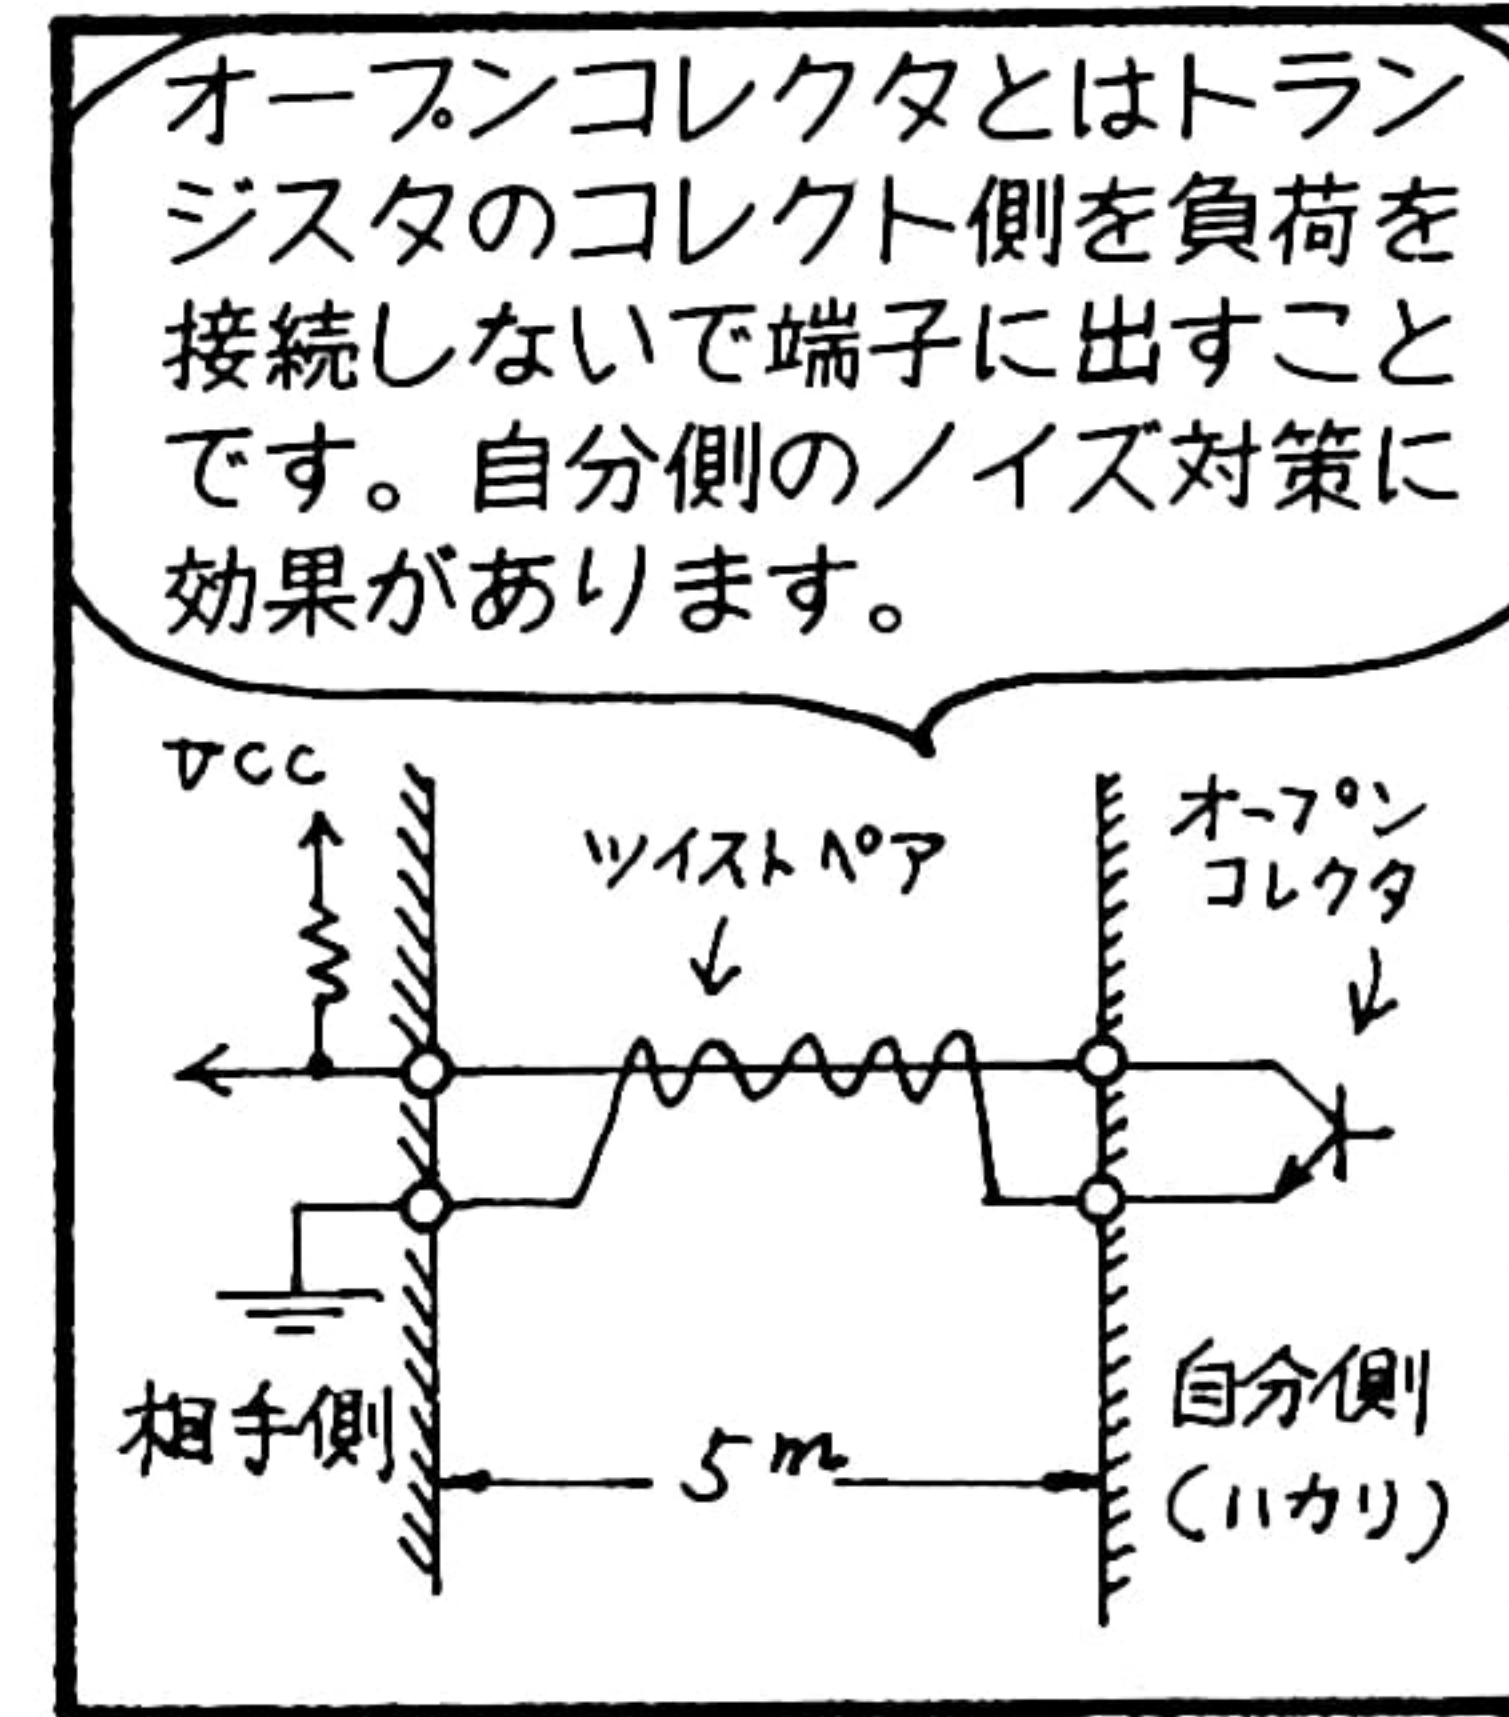 オープンコレクタとはトラン
ジスタのコレクト側を負荷を
接続しないで端子に出すこと
です。自分側のノイズ対策に
効果があります。
VCC
ツイストペア
オープン
コレクタ
相手側
5m
自分側
(ハカリ)